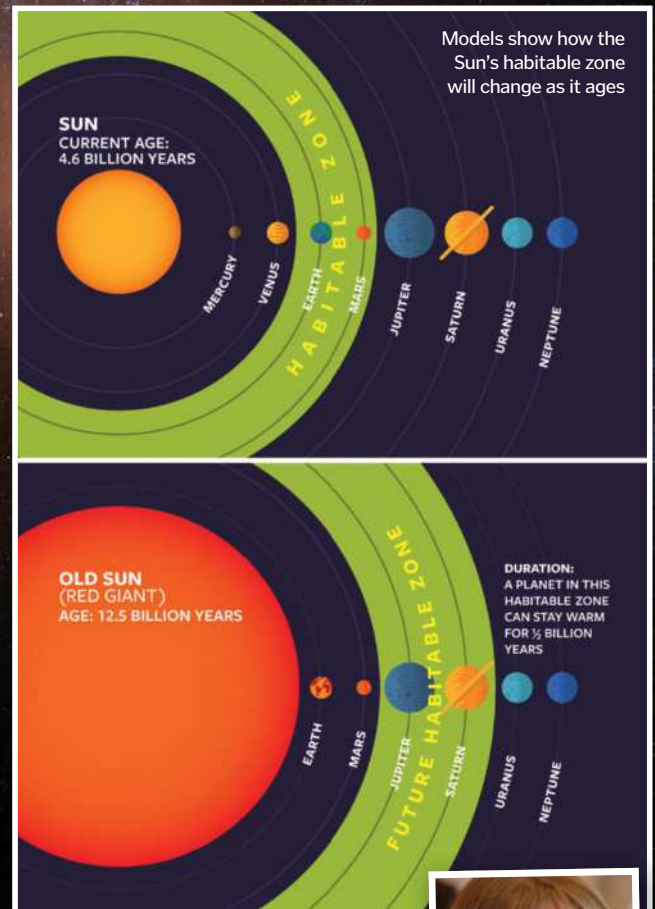 Models show how the
Sun's habitable zone
will change as it ages
SUN
CURRENT AGE:
4.6 BILLION YEARS
HABITABLE ZONE
MERCURY
VENUS
EARTH
MARS
JUPITER
SATURN
URANUS
NEPTUNE
OLD SUN
(RED GIANT)
AGE: 12.5 BILLION YEARS
FUTURE HABITABLE ZONE
DURATION:
A PLANET IN THIS
HABITABLE ZONE
CAN STAY WARM
FOR ½ BILLION
YEARS
EARTH
MARS
JUPITER
SATURN
URANUS
NEPTUNE